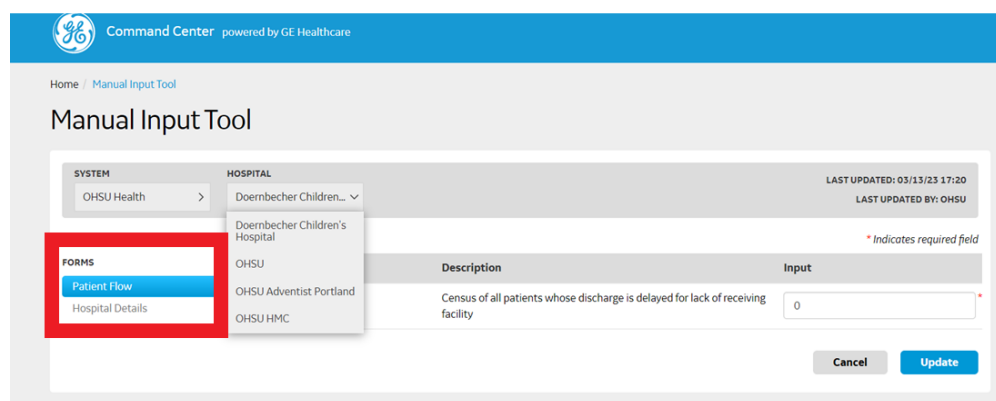 Command Center powered by GE Healthcare
Home / Manual Input Tool
Manual Input Tool
SYSTEM
OHSU Health
HOSPITAL
Doernbecher Children...
Doernbecher Children's
Hospital
OHSU
OHSU Adventist Portland
OHSU HMC
LAST UPDATED: 03/13/23 17:20
LAST UPDATED BY: OHSU
* Indicates required field
FORMS
Patient Flow
Hospital Details
Description
Input
Census of all patients whose discharge is delayed for lack of receiving
facility
0
*
Cancel
Update